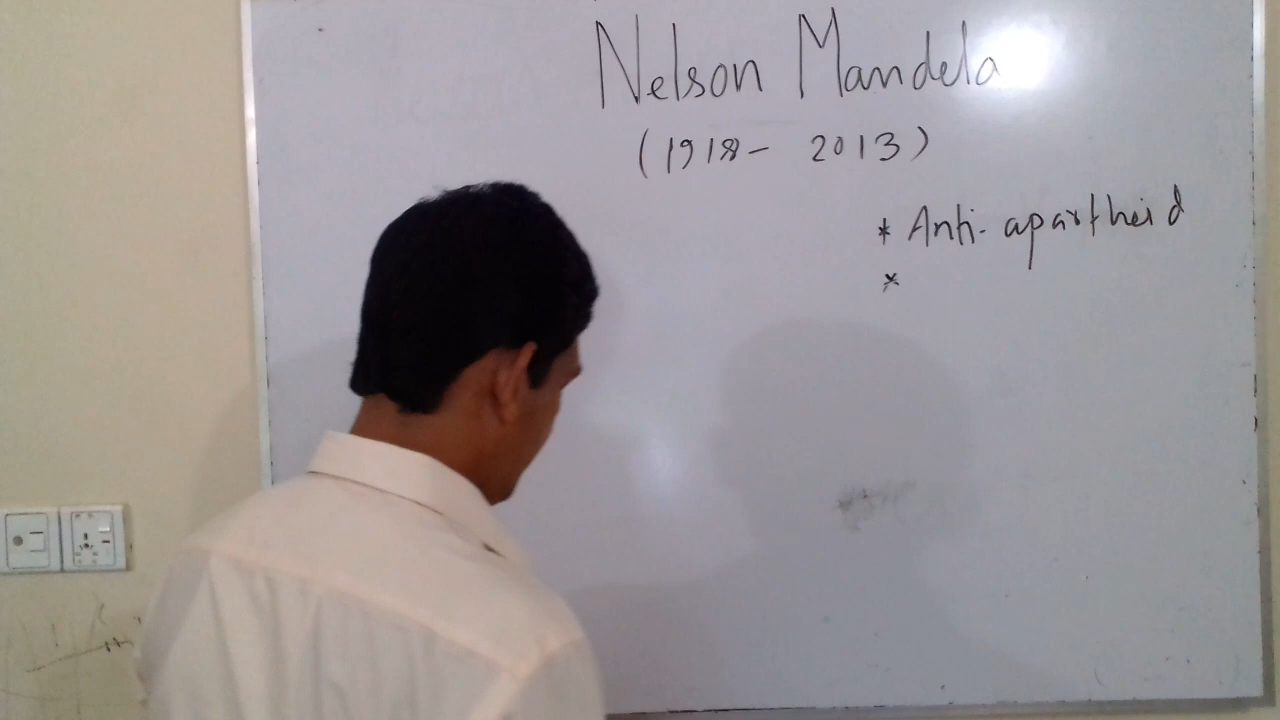 Nelson Mandela
(1918- 2013)
* Anti-apartheid
*